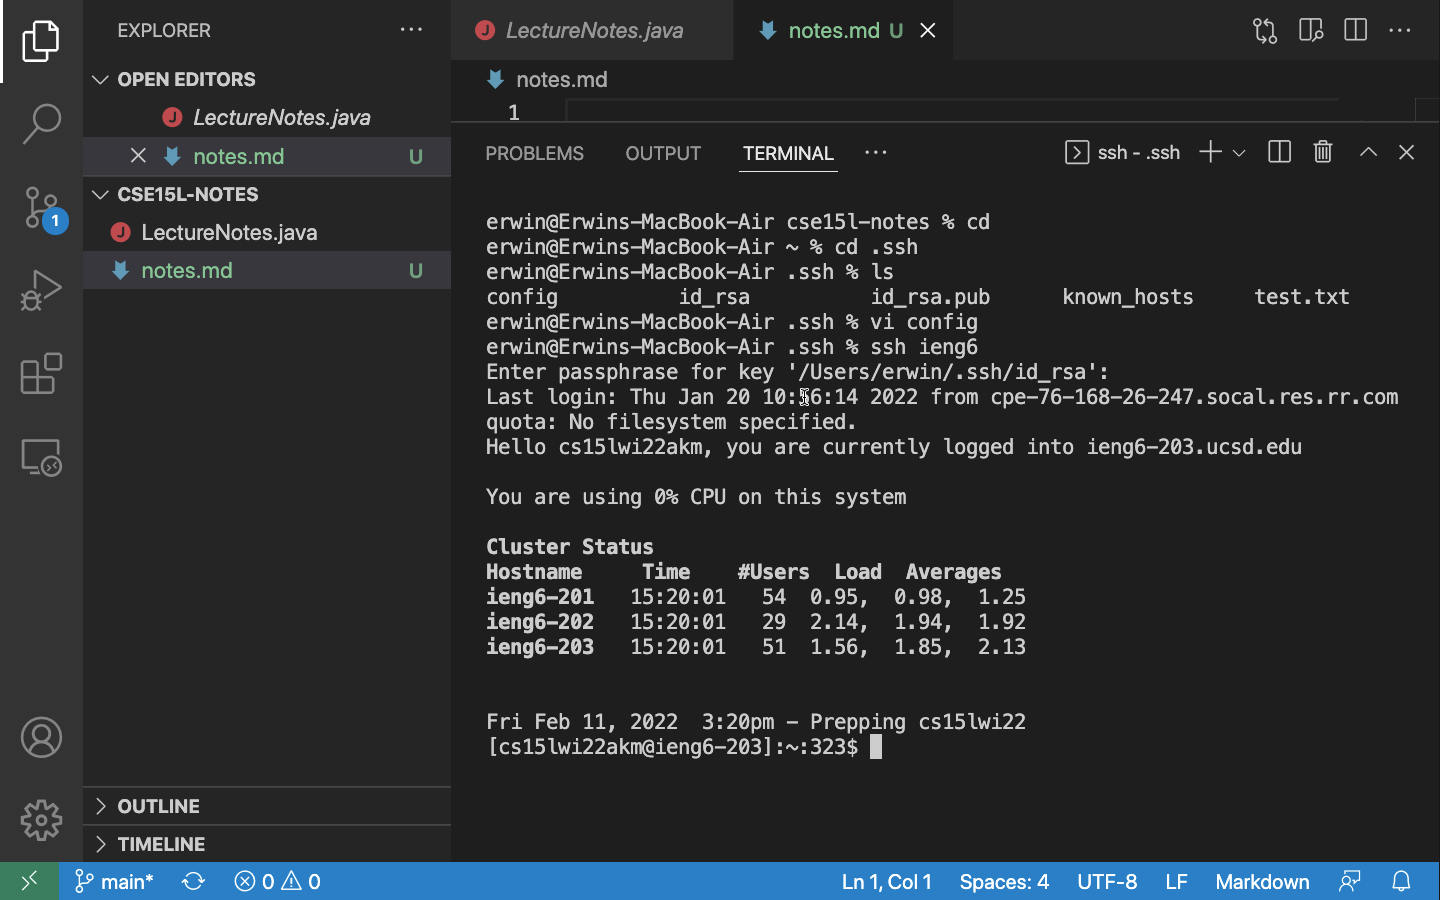 EXPLORER ...
OPEN EDITORS
LectureNotes.java
notes.md U
CSE15L-NOTES
LectureNotes.java
notes.md U
OUTLINE
TIMELINE
1
LectureNotes.java notes.md U
notes.md
1
PROBLEMS OUTPUT TERMINAL ... ssh - .ssh
erwin@Erwins-MacBook-Air cse15l-notes % cd
erwin@Erwins-MacBook-Air ~ % cd .ssh
erwin@Erwins-MacBook-Air .ssh % ls
config id_rsa id_rsa.pub known_hosts test.txt
erwin@Erwins-MacBook-Air .ssh % vi config
erwin@Erwins-MacBook-Air .ssh % ssh ieng6
Enter passphrase for key '/Users/erwin/.ssh/id_rsa':
Last login: Thu Jan 20 2022 from cpe-76-168-26-247.socal.res.rr.com
quota: No filesystem specified.
Hello cs15lwi22akm, you are currently logged into ieng6-203.ucsd.edu
You are using 0% CPU on this system
Cluster Status
Hostname Time #Users Load Averages
ieng6-201 15:20:01 54 0.95, 0.98, 1.25
ieng6-202 15:20:01 29 2.14, 1.94, 1.92
ieng6-203 15:20:01 51 1.56, 1.85, 2.13
Fri Feb 11, 2022 3:20pm - Prepping cs15lwi22
[cs15lwi22akm@ieng6-203]:~:323$
main* 0 0 Ln 1, Col 1 Spaces: 4 UTF-8 LF Markdown